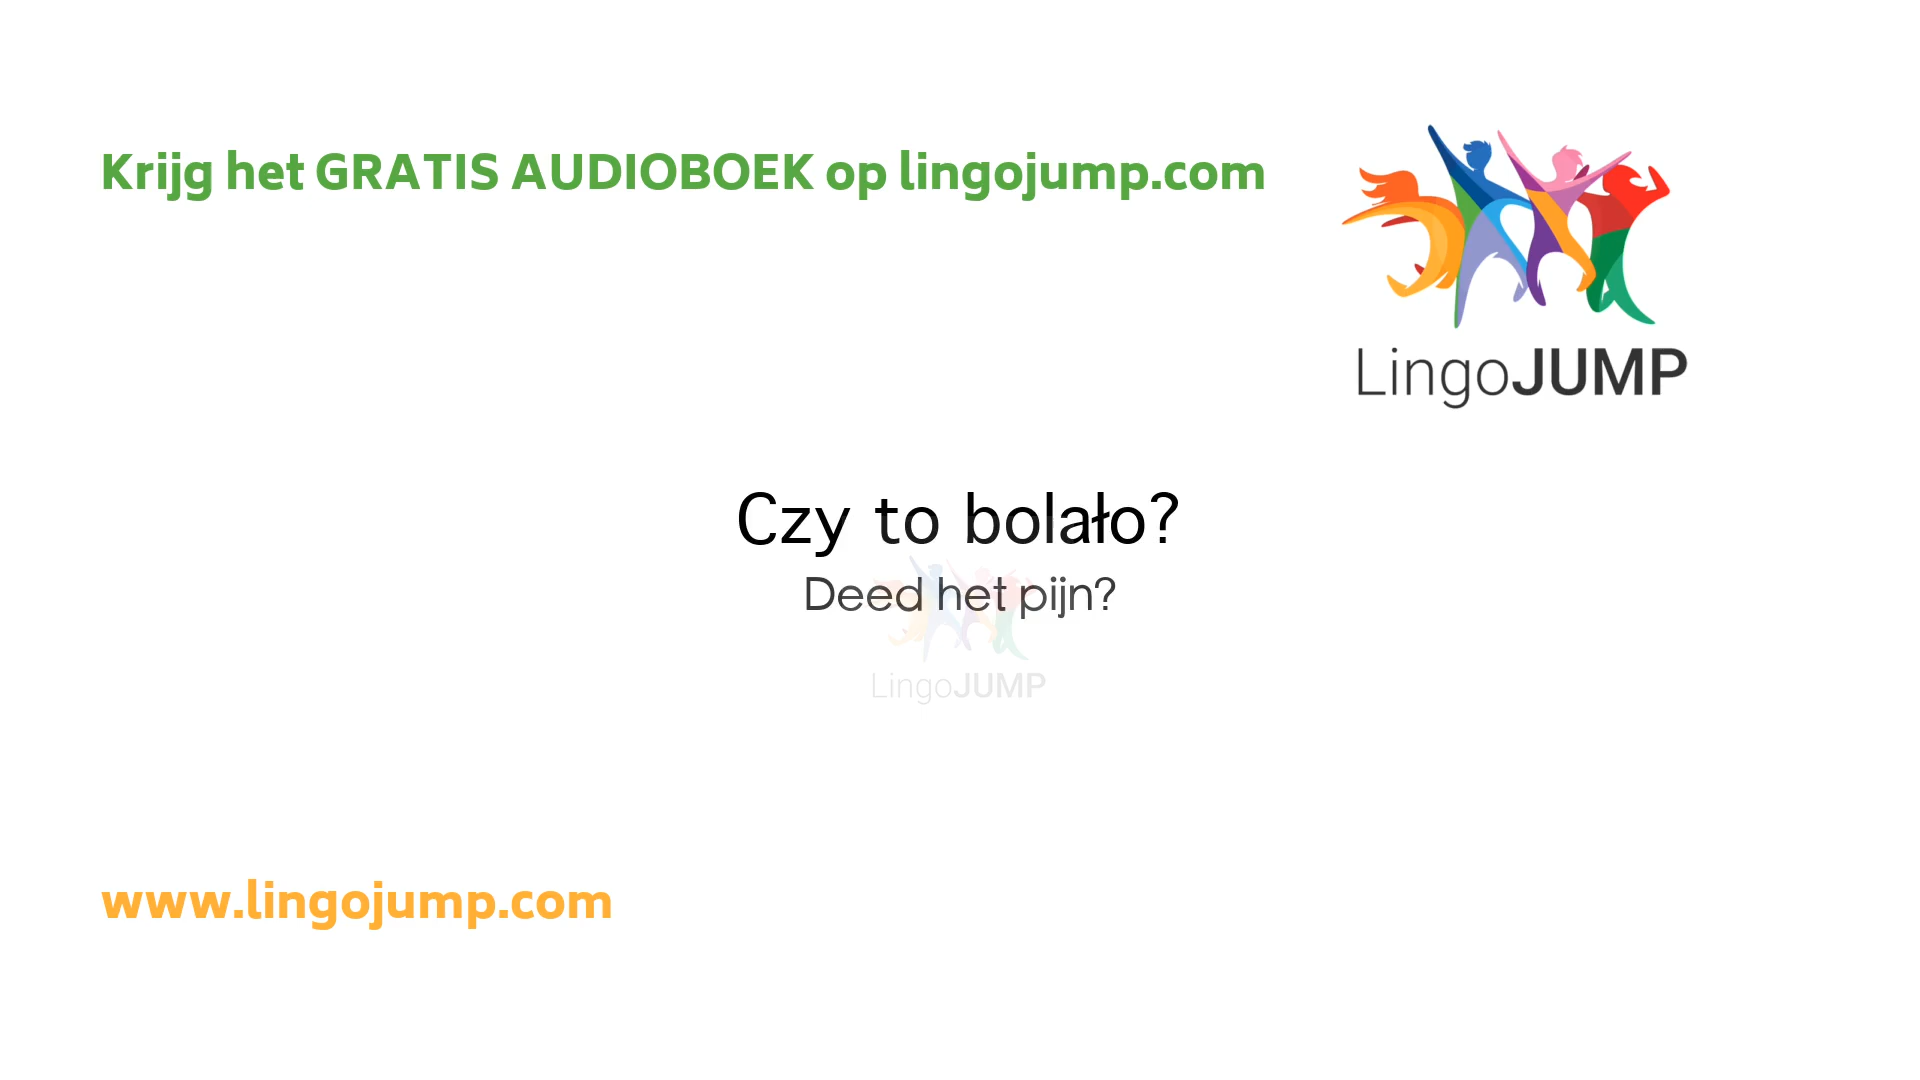 Krijg het GRATIS AUDIOBOEK op lingojump.com
LingoJUMP
Czy to bolało?
Deed het pijn?
LingoJUMP
www.lingojump.com